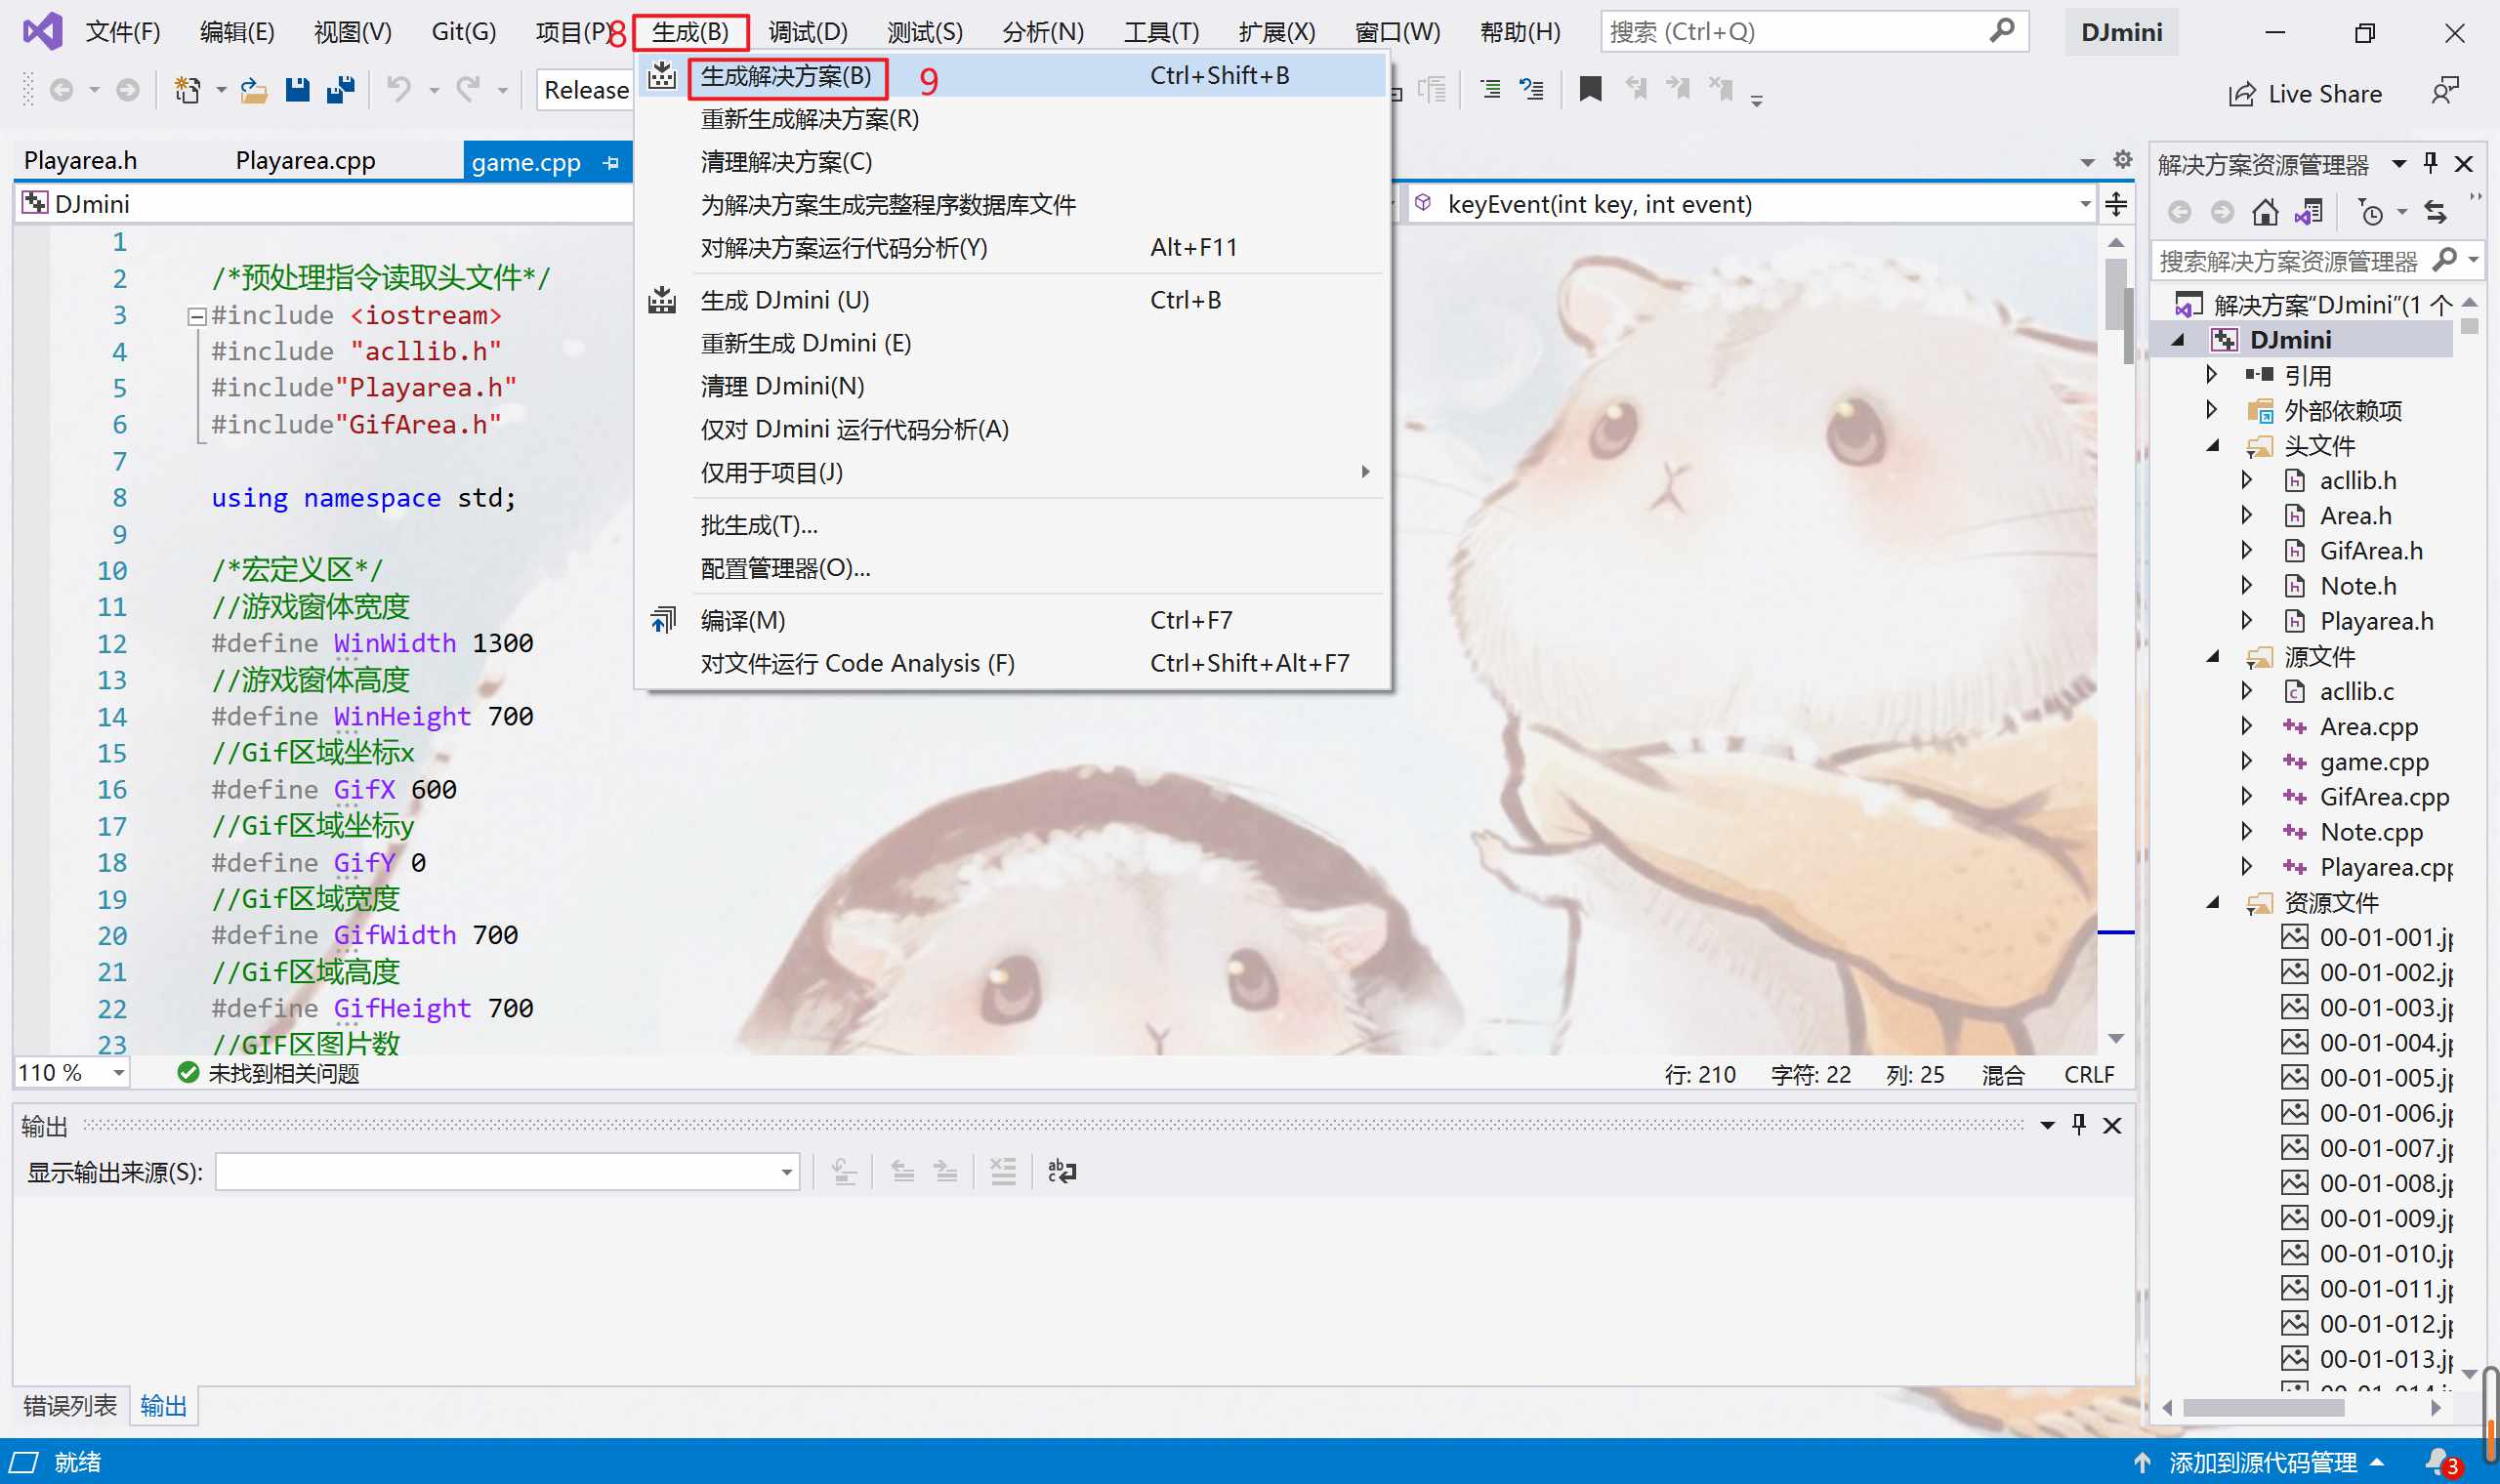 文件(F) 编辑(E) 视图(V) Git(G) 项目(P) 8 生成(B) 调试(D) 测试(S) 分析(N) 工具(T) 扩展(X) 窗口(W) 帮助(H) 搜索 (Ctrl+Q) DJmini
Release
Live Share
生成解决方案(B) 9 Ctrl+Shift+B
重新生成解决方案(R)
清理解决方案(C)
为解决方案生成完整程序数据库文件
对解决方案运行代码分析(Y) Alt+F11
生成 DJmini (U) Ctrl+B
重新生成 DJmini (E)
清理 DJmini(N)
仅对 DJmini 运行代码分析(A)
仅用于项目(J)
批生成(T)...
配置管理器(O)...
编译(M) Ctrl+F7
对文件运行 Code Analysis (F) Ctrl+Shift+Alt+F7
Playarea.h Playarea.cpp game.cpp
DJmini keyEvent(int key, int event)
1
2 /*预处理指令读取头文件*/
3 #include <iostream>
4 #include "acllib.h"
5 #include"Playarea.h"
6 #include"GifArea.h"
7
8 using namespace std;
9
10 /*宏定义区*/
11 //游戏窗体宽度
12 #define WinWidth 1300
13 //游戏窗体高度
14 #define WinHeight 700
15 //Gif区域坐标x
16 #define GifX 600
17 //Gif区域坐标y
18 #define GifY 0
19 //Gif区域宽度
20 #define GifWidth 700
21 //Gif区域高度
22 #define GifHeight 700
23 //GIF区图片数
110 % 未找到相关问题 行: 210 字符: 22 列: 25 混合 CRLF
输出
显示输出来源(S):
错误列表 输出
就绪 添加到源代码管理 3
解决方案资源管理器
搜索解决方案资源管理器
解决方案“DJmini”(1 个
DJmini
引用
外部依赖项
头文件
acllib.h
Area.h
GifArea.h
Note.h
Playarea.h
源文件
acllib.c
Area.cpp
game.cpp
GifArea.cpp
Note.cpp
Playarea.cpp
资源文件
00-01-001.jp
00-01-002.jp
00-01-003.jp
00-01-004.jp
00-01-005.jp
00-01-006.jp
00-01-007.jp
00-01-008.jp
00-01-009.jp
00-01-010.jp
00-01-011.jp
00-01-012.jp
00-01-013.jp